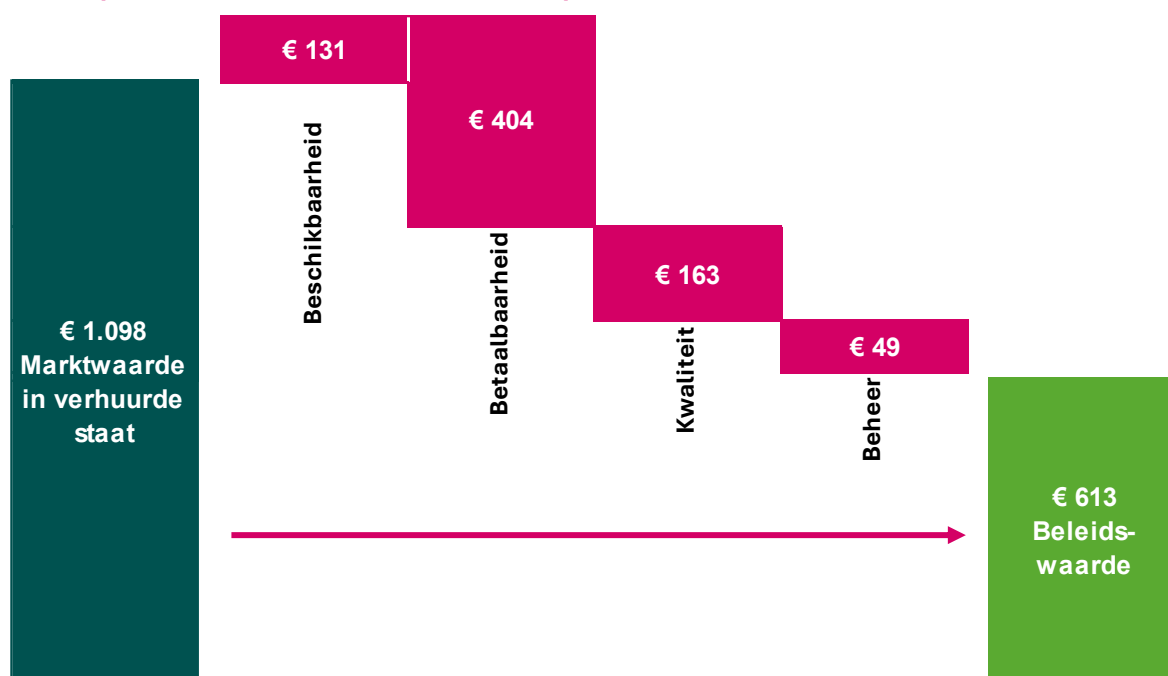 € 131
€ 404
Beschikbaarheid
Betaalbaarheid
€ 163
€ 1.098
Marktwaarde
in verhuurde
staat
Kwaliteit
€ 49
Beheer
€ 613
Beleids-
waarde